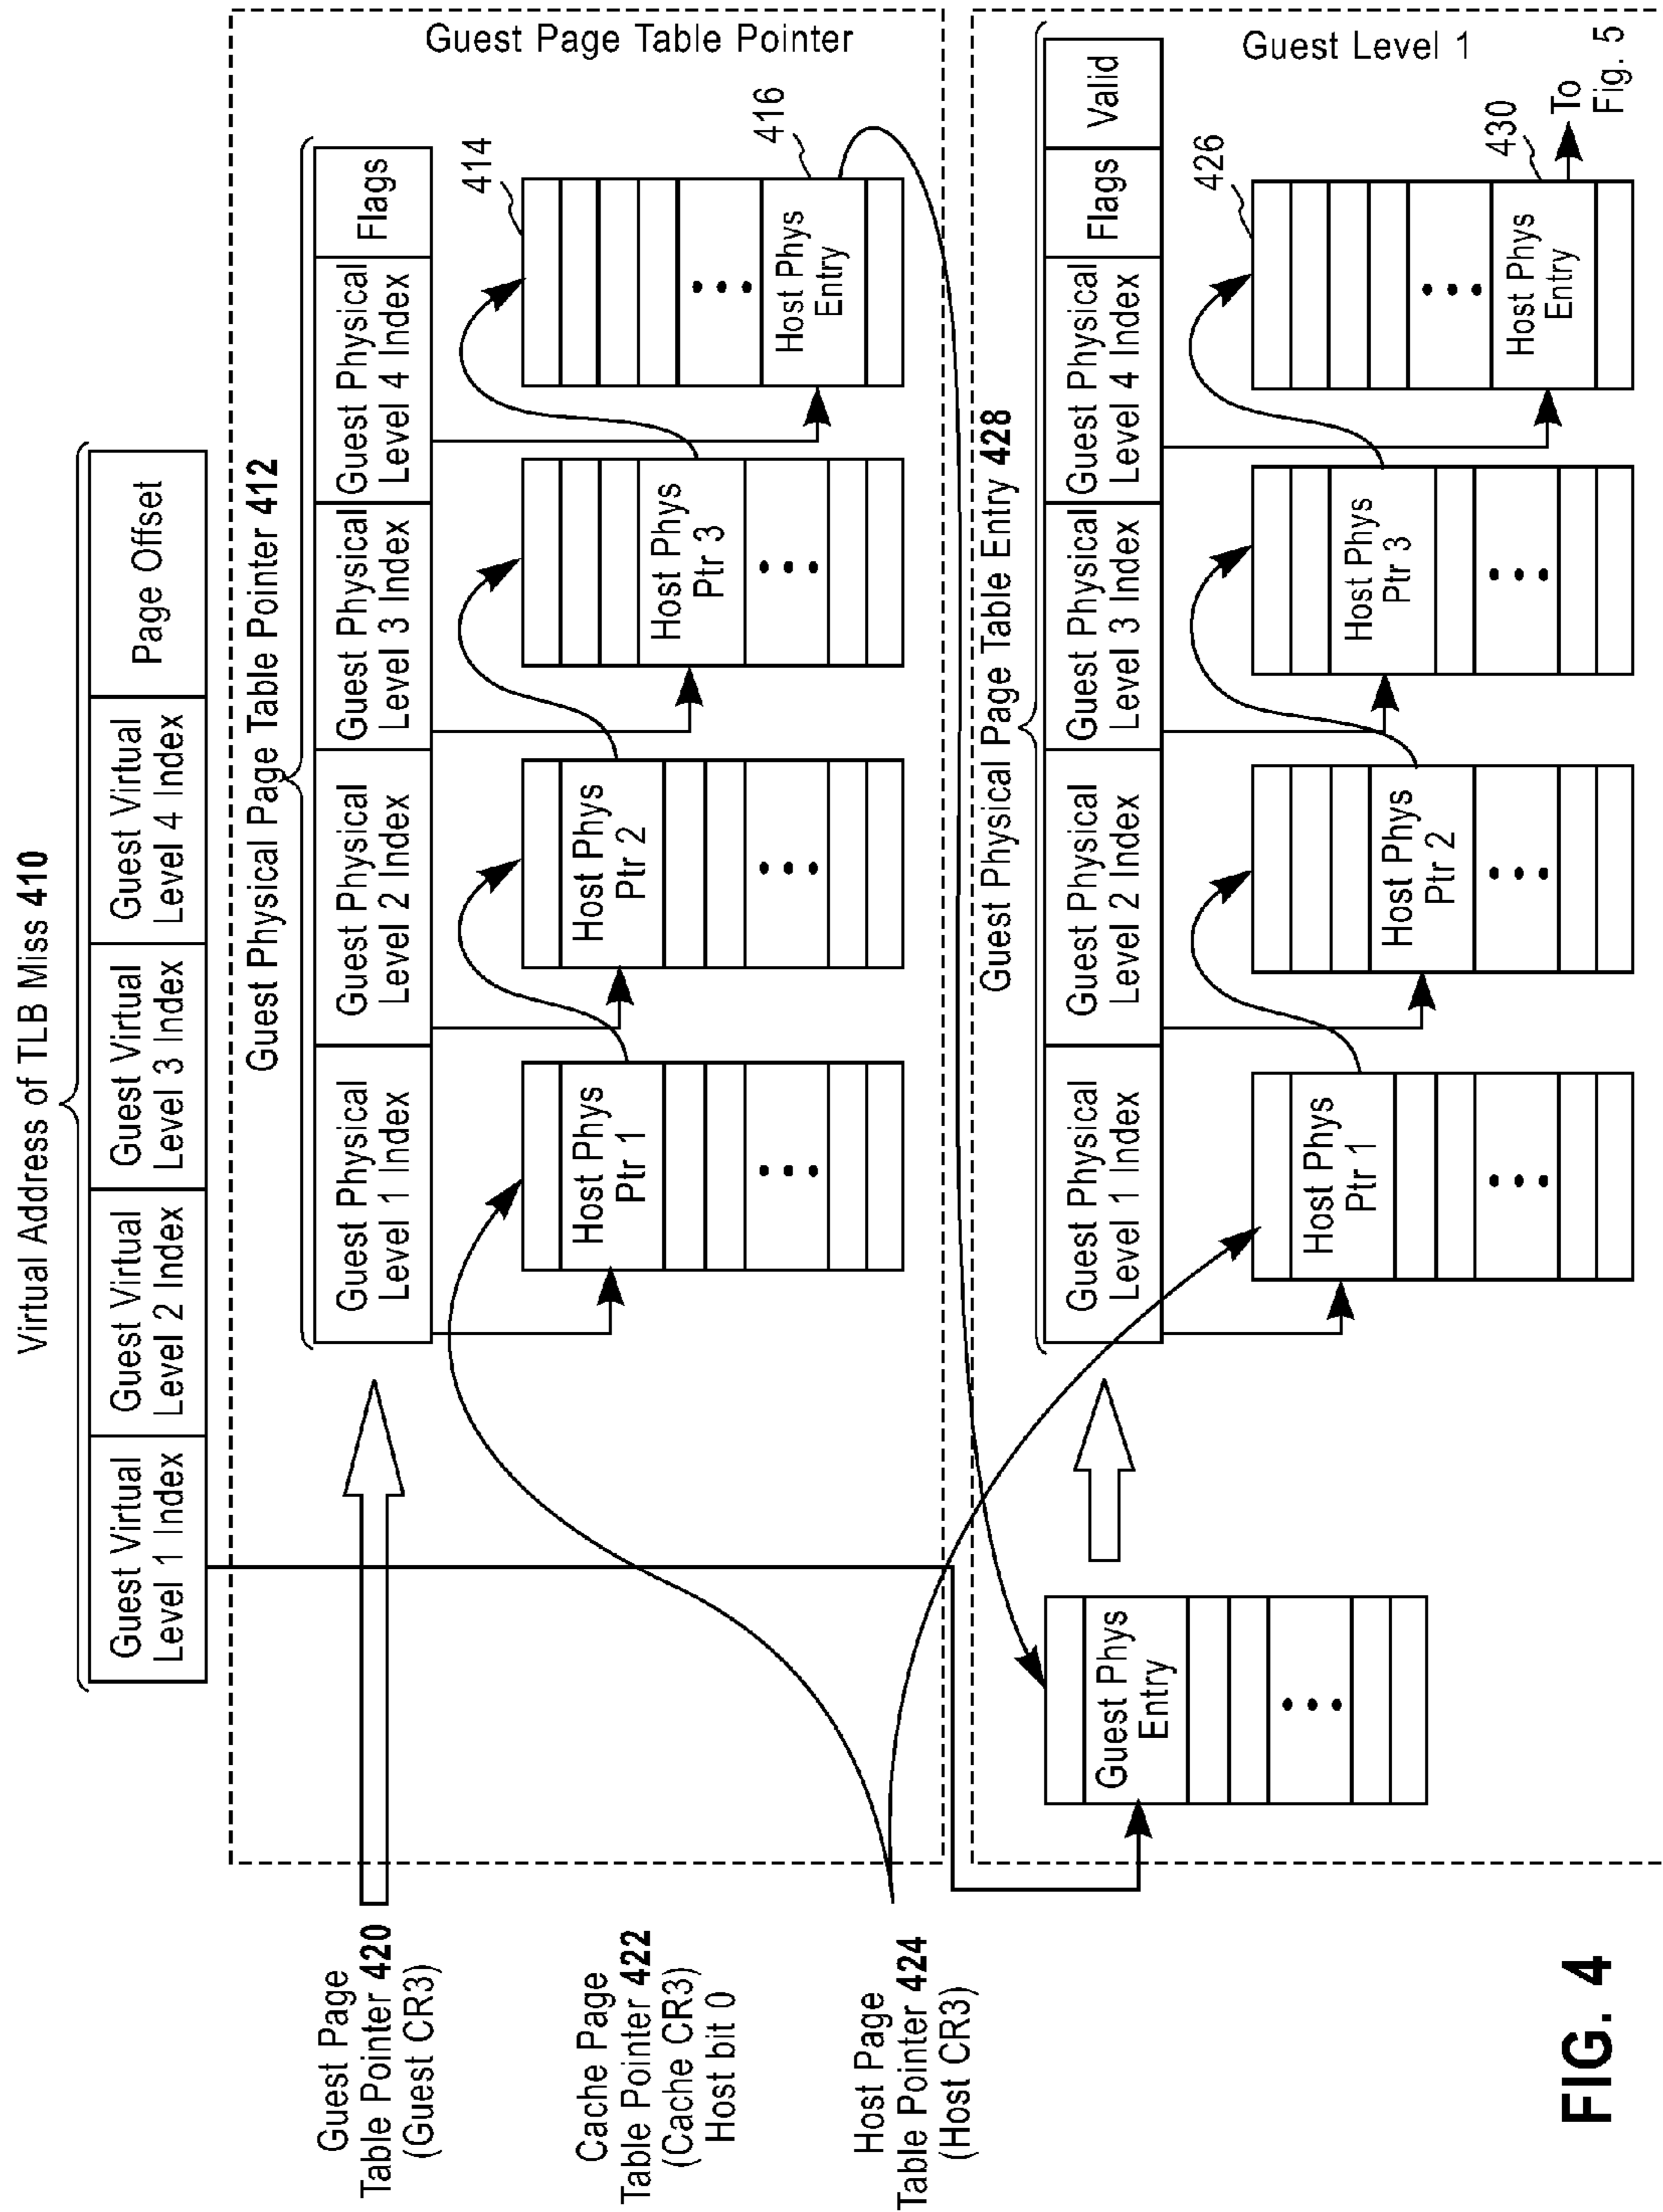 Virtual Address of TLB Miss 410
Guest Virtual
Level 1 Index
Guest Virtual
Level 2 Index
Guest Virtual
Level 3 Index
Guest Virtual
Level 4 Index
Page Offset
Guest Page
Table Pointer 420
(Guest CR3)
Cache Page
Table Pointer 422
(Cache CR3)
Host bit 0
Host Page
Table Pointer 424
(Host CR3)
Guest Physical Page Table Pointer 412
Guest Physical
Level 1 Index
Guest Physical
Level 2 Index
Guest Physical
Level 3 Index
Guest Physical
Level 4 Index
Flags
Host Phys
Ptr 1
Host Phys
Ptr 2
Host Phys
Ptr 3
414
Host Phys
Entry
416
Guest Page Table Pointer
Guest Physical Page Table Entry 428
Guest Phys
Entry
Guest Physical
Level 1 Index
Guest Physical
Level 2 Index
Guest Physical
Level 3 Index
Guest Physical
Level 4 Index
Flags
Valid
Host Phys
Ptr 1
Host Phys
Ptr 2
Host Phys
Ptr 3
426
Host Phys
Entry
430
Guest Level 1
To
Fig. 5
FIG. 4